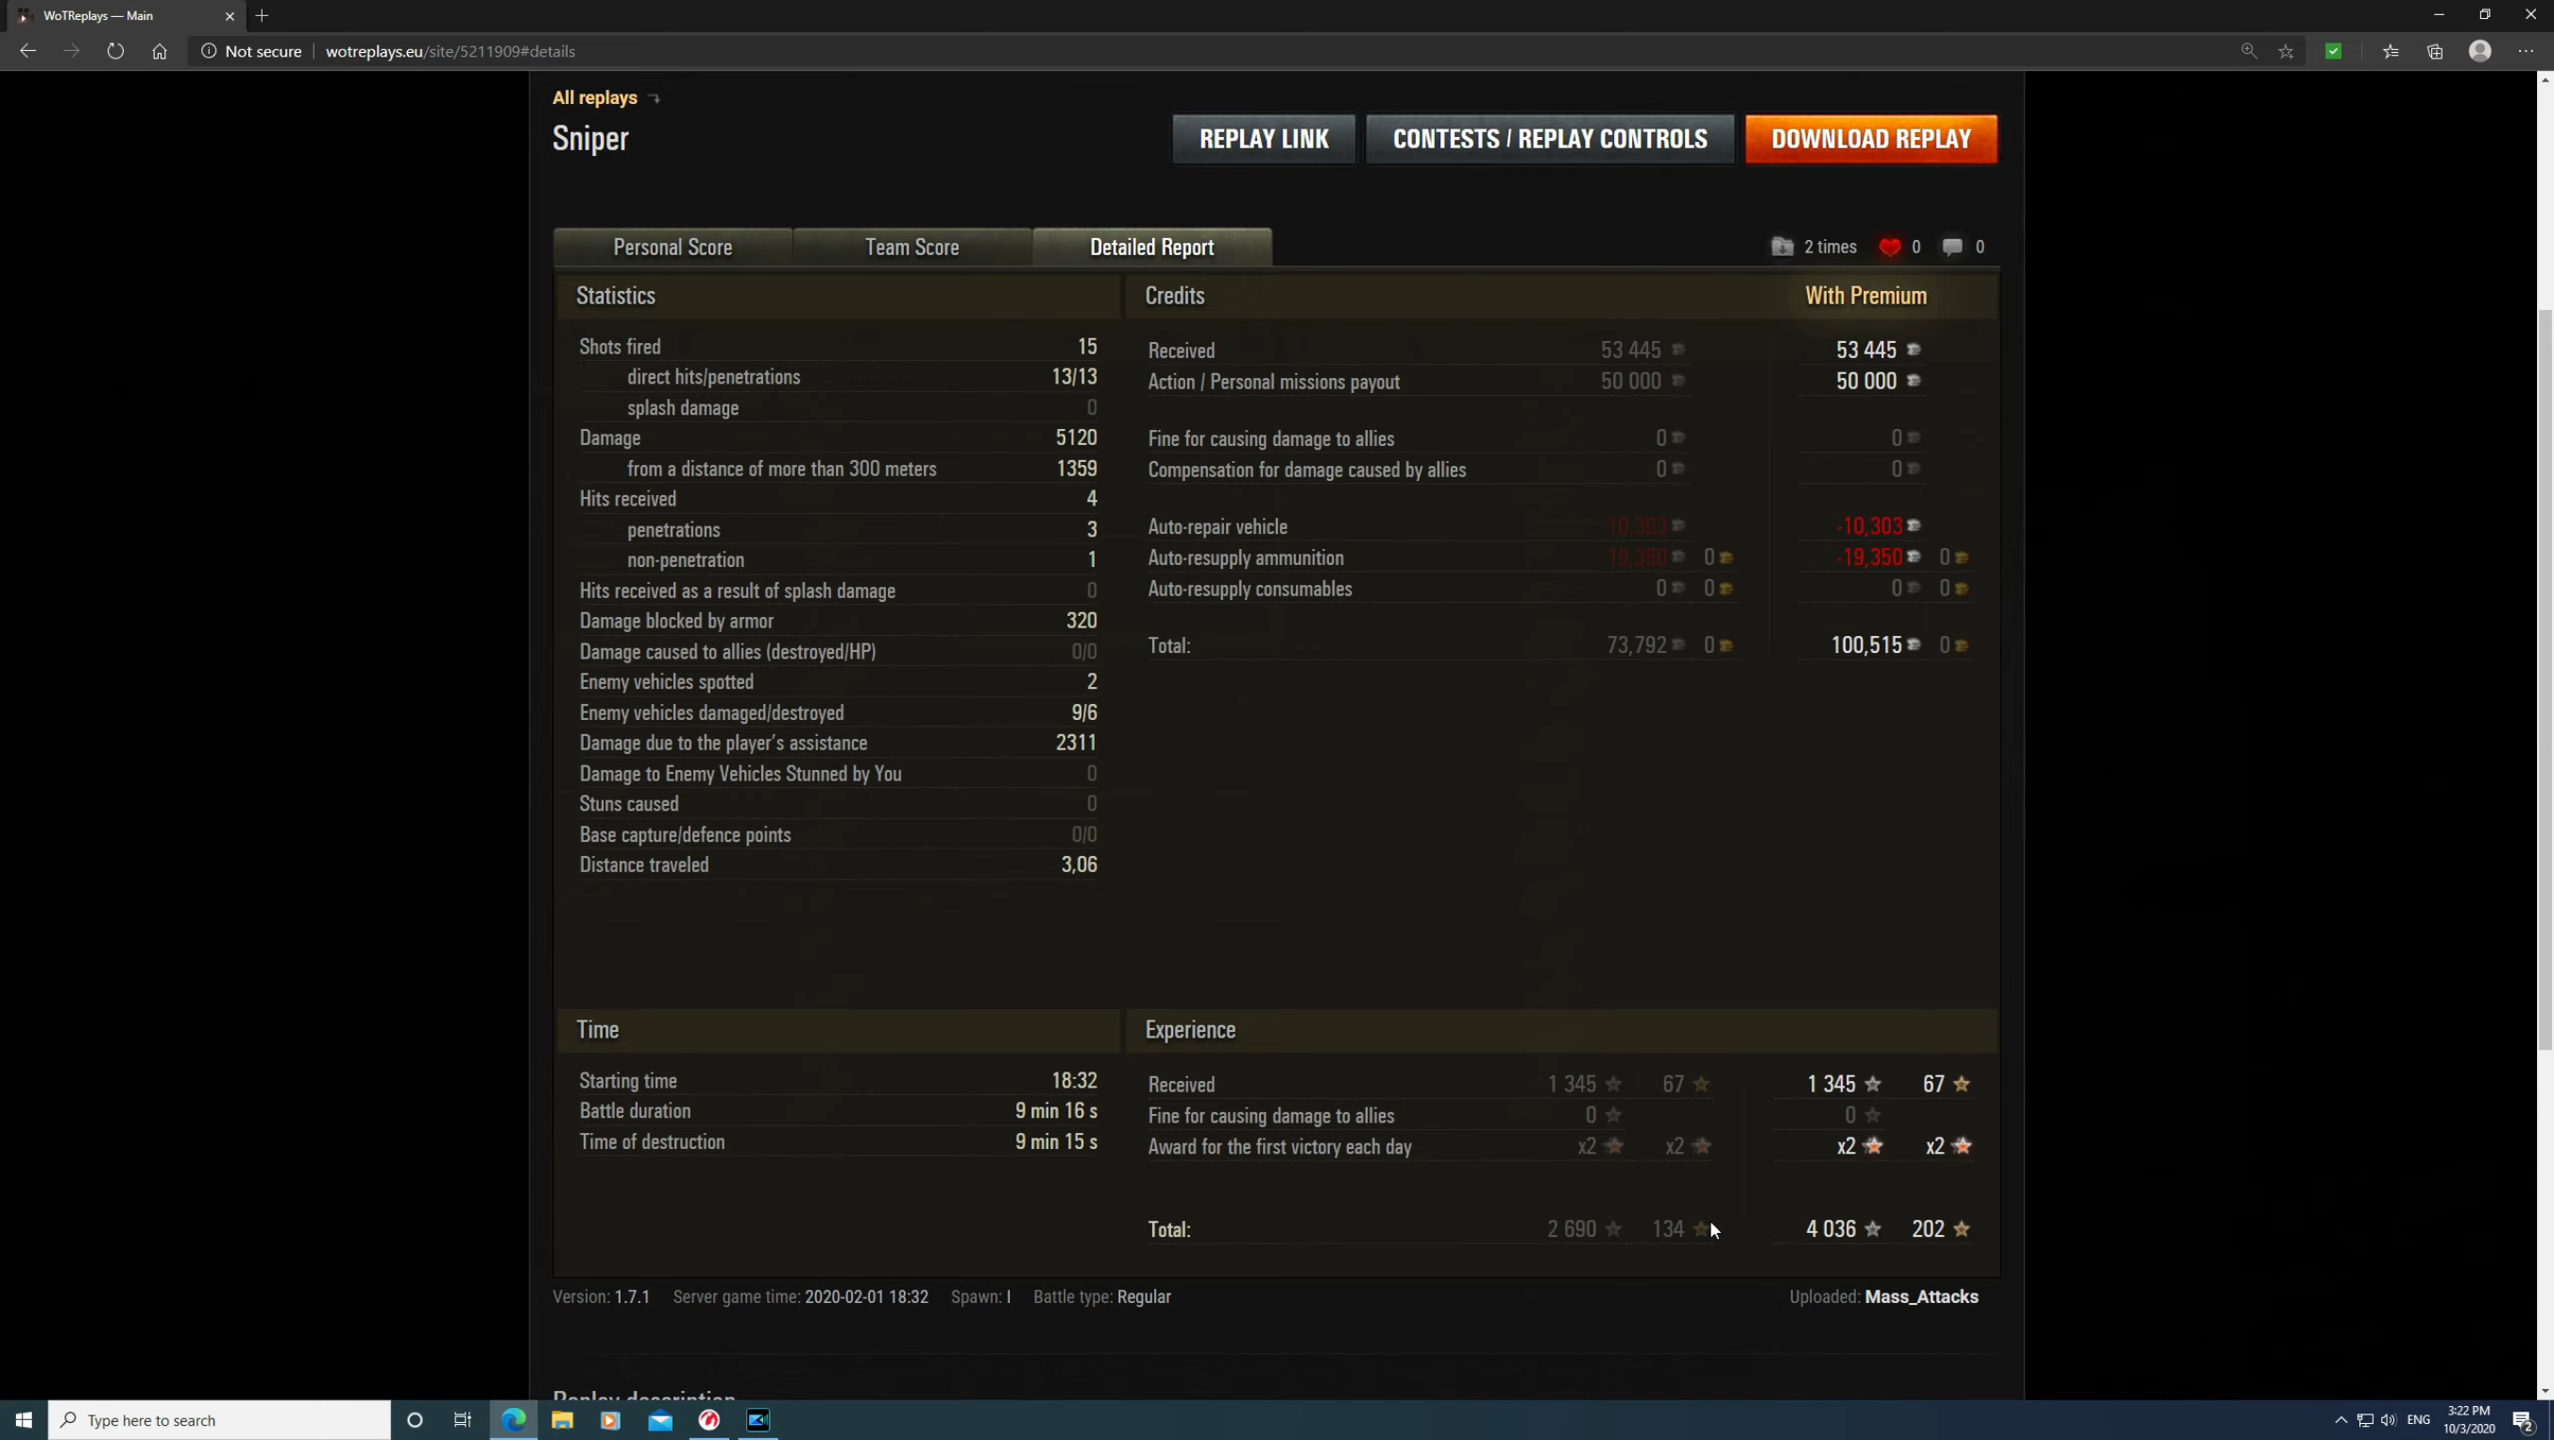 WoTReplays — Main
Not secure wotreplays.eu/site/5211909#details
All replays
Sniper
REPLAY LINK
CONTESTS / REPLAY CONTROLS
DOWNLOAD REPLAY
Personal Score
Team Score
Detailed Report
2 times 0 0
Statistics
Shots fired 15
direct hits/penetrations 13/13
splash damage 0
Damage 5120
from a distance of more than 300 meters 1359
Hits received 4
penetrations 3
non-penetration 1
Hits received as a result of splash damage 0
Damage blocked by armor 320
Damage caused to allies (destroyed/HP) 0/0
Enemy vehicles spotted 2
Enemy vehicles damaged/destroyed 9/6
Damage due to the player's assistance 2311
Damage to Enemy Vehicles Stunned by You 0
Stuns caused 0
Base capture/defence points 0/0
Distance traveled 3,06
Credits With Premium
Received 53 445 53 445
Action / Personal missions payout 50 000 50 000
Fine for causing damage to allies 0 0
Compensation for damage caused by allies 0 0
Auto-repair vehicle -10,303 -10,303
Auto-resupply ammunition -19,350 0 -19,350 0
Auto-resupply consumables 0 0 0 0
Total: 73,792 0 100,515 0
Time
Starting time 18:32
Battle duration 9 min 16 s
Time of destruction 9 min 15 s
Experience
Received 1 345 67 1 345 67
Fine for causing damage to allies 0 0
Award for the first victory each day x2 x2 x2 x2
Total: 2 690 134 4 036 202
Version: 1.7.1 Server game time: 2020-02-01 18:32 Spawn: I Battle type: Regular Uploaded: Mass_Attacks
Replay description
Type here to search
ENG
3:22 PM
10/3/2020
2